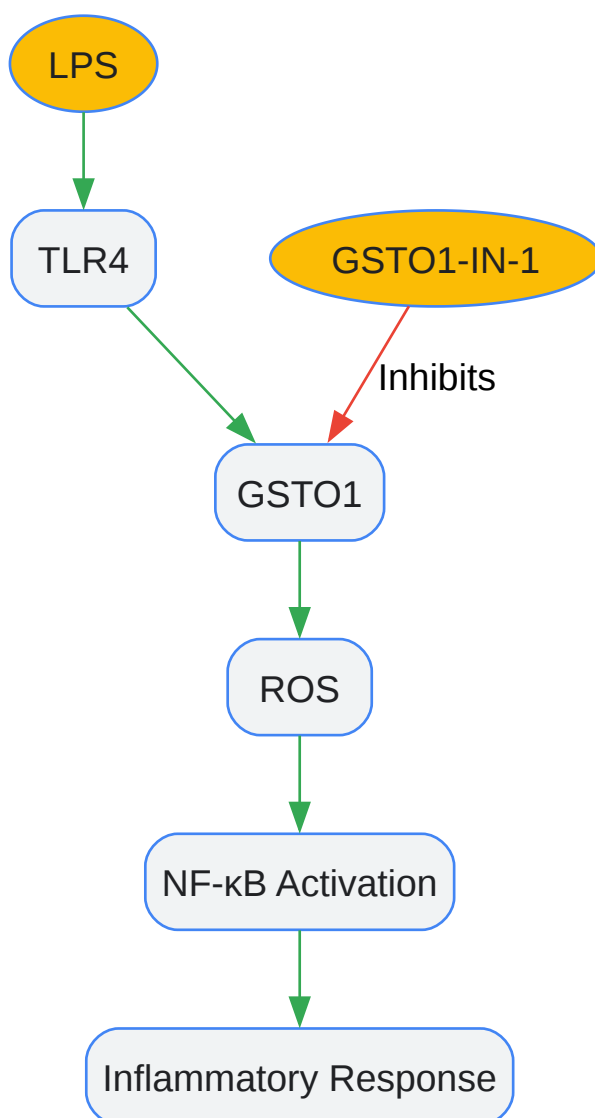 LPS
TLR4
GSTO1-IN-1
Inhibits
GSTO1
ROS
NF-κB Activation
Inflammatory Response